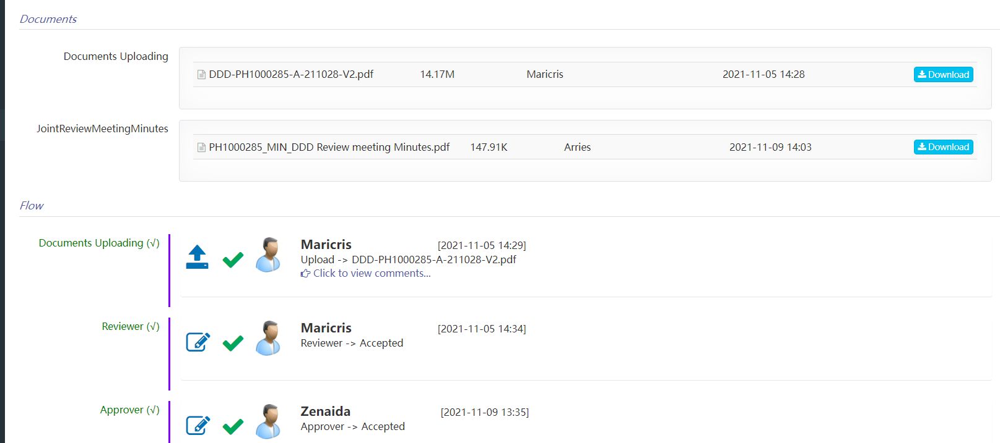 Documents
Documents Uploading
DDD-PH1000285-A-211028-V2.pdf 14.17M Maricris 2021-11-05 14:28 Download
JointReviewMeetingMinutes
PH1000285_MIN_DDD Review meeting Minutes.pdf 147.91K Arries 2021-11-09 14:03 Download
Flow
Documents Uploading (√) Maricris [2021-11-05 14:29]
Upload -> DDD-PH1000285-A-211028-V2.pdf
Click to view comments...
Reviewer (√) Maricris [2021-11-05 14:34]
Reviewer -> Accepted
Approver (√) Zenaida [2021-11-09 13:35]
Approver -> Accepted